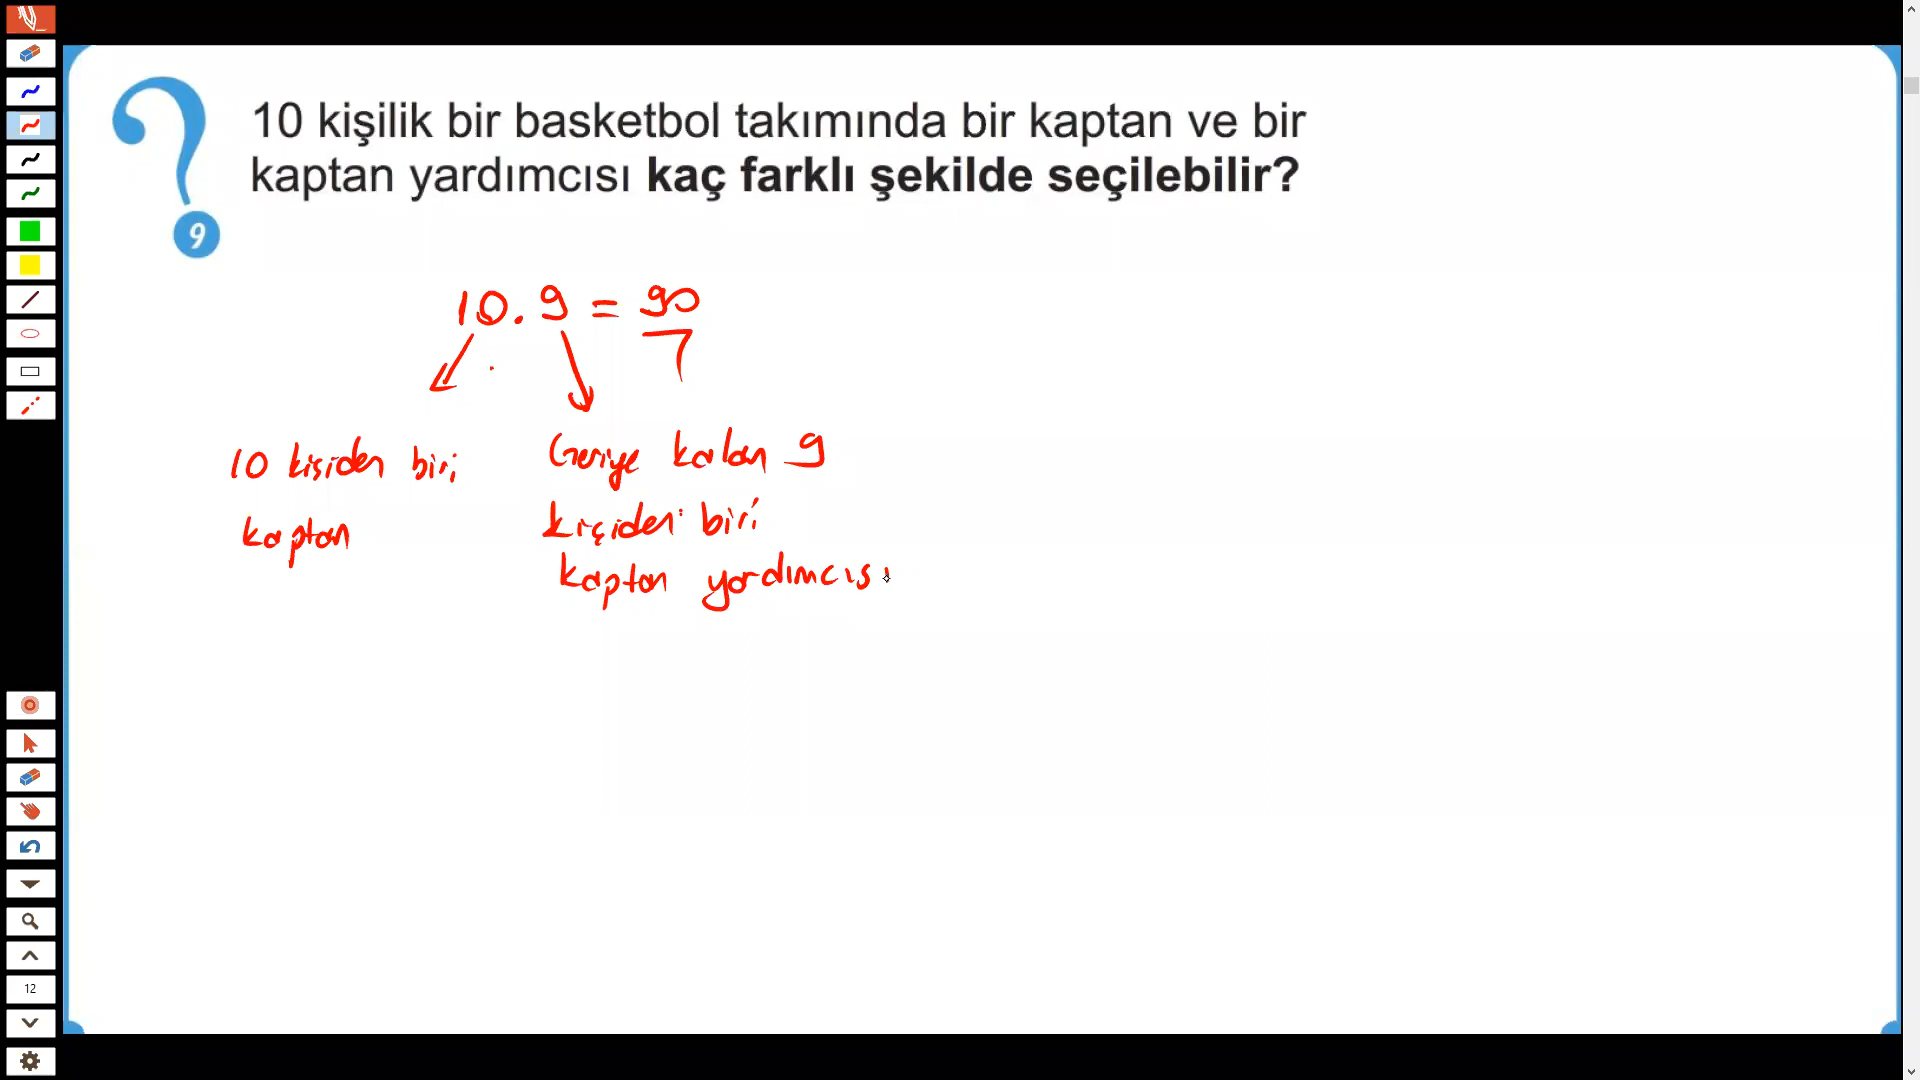 10 kişilik bir basketbol takımında bir kaptan ve bir
kaptan yardımcısı kaç farklı şekilde seçilebilir?
9
10.9 = 90
10 kişiden biri
kaptan
Geriye kalan 9
kişiden biri
kaptan yardımcısı
12